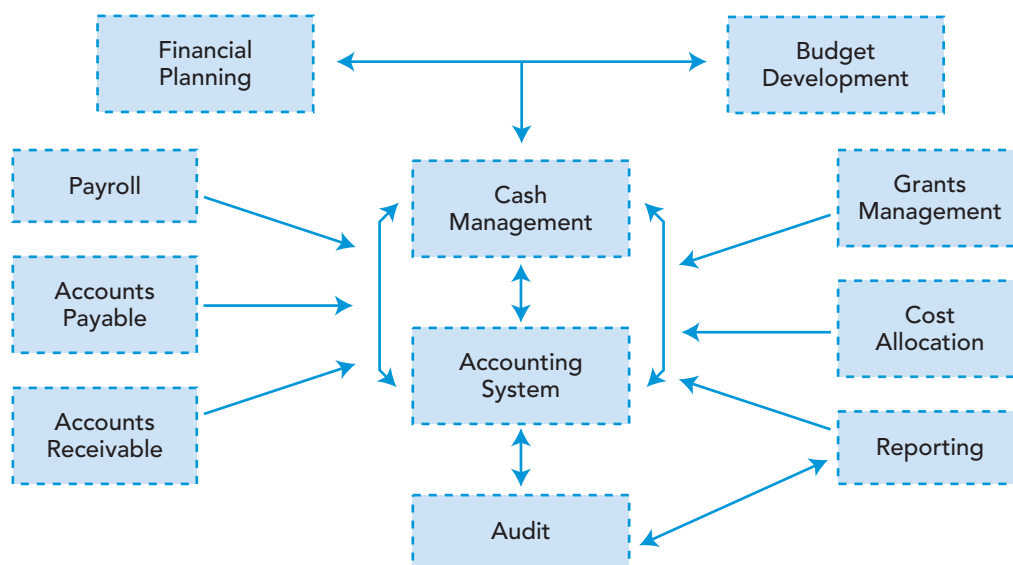 Financial
Planning
Budget
Development
Payroll
Cash
Management
Grants
Management
Accounts
Payable
Cost
Allocation
Accounting
System
Accounts
Receivable
Reporting
Audit